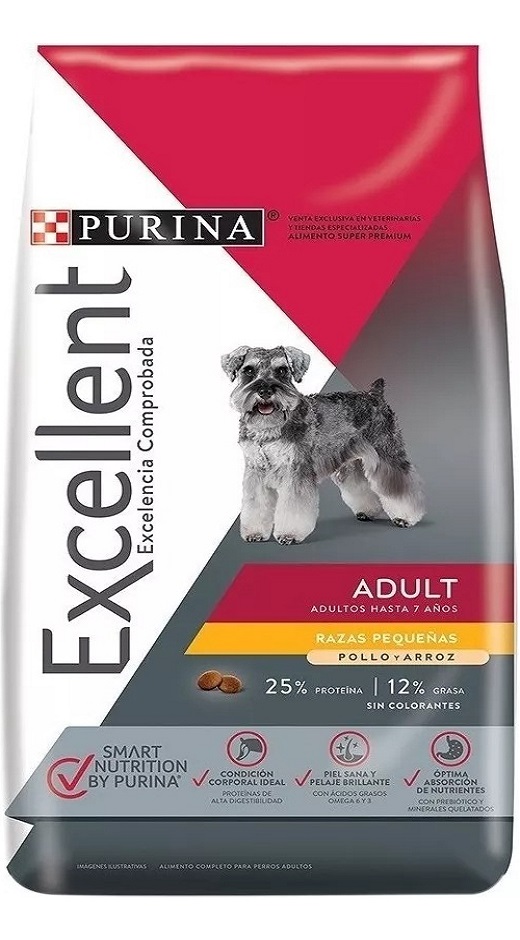 PURINA®
VENTA EXCLUSIVA EN VETERINARIAS
Y TIENDAS ESPECIALIZADAS
ALIMENTO SUPER PREMIUM
Excellent
Excelencia Comprobada
ADULT
ADULTOS HASTA 7 AÑOS
RAZAS PEQUEÑAS
POLLO Y ARROZ
25% PROTEÍNA | 12% GRASA
SIN COLORANTES
SMART
NUTRITION
BY PURINA®
CONDICIÓN
CORPORAL IDEAL
PROTEÍNAS DE
ALTA DIGESTIBILIDAD
PIEL SANA Y
PELAJE BRILLANTE
CON ÁCIDOS GRASOS
OMEGA 6 Y 3
ÓPTIMA
ABSORCIÓN
DE NUTRIENTES
CON PREBIÓTICO Y
MINERALES QUELATADOS
IMÁGENES ILUSTRATIVAS
ALIMENTO COMPLETO PARA PERROS ADULTOS